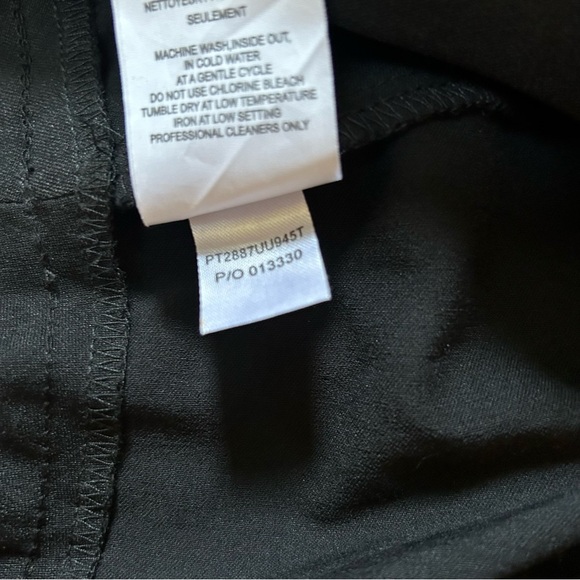 NETTOYEUR
SEULEMENT
MACHINE WASH,INSIDE OUT,
IN COLD WATER
AT A GENTLE CYCLE
DO NOT USE CHLORINE BLEACH
TUMBLE DRY AT LOW TEMPERATURE
IRON AT LOW SETTING
PROFESSIONAL CLEANERS ONLY
PT2887UU945T
P/O 013330